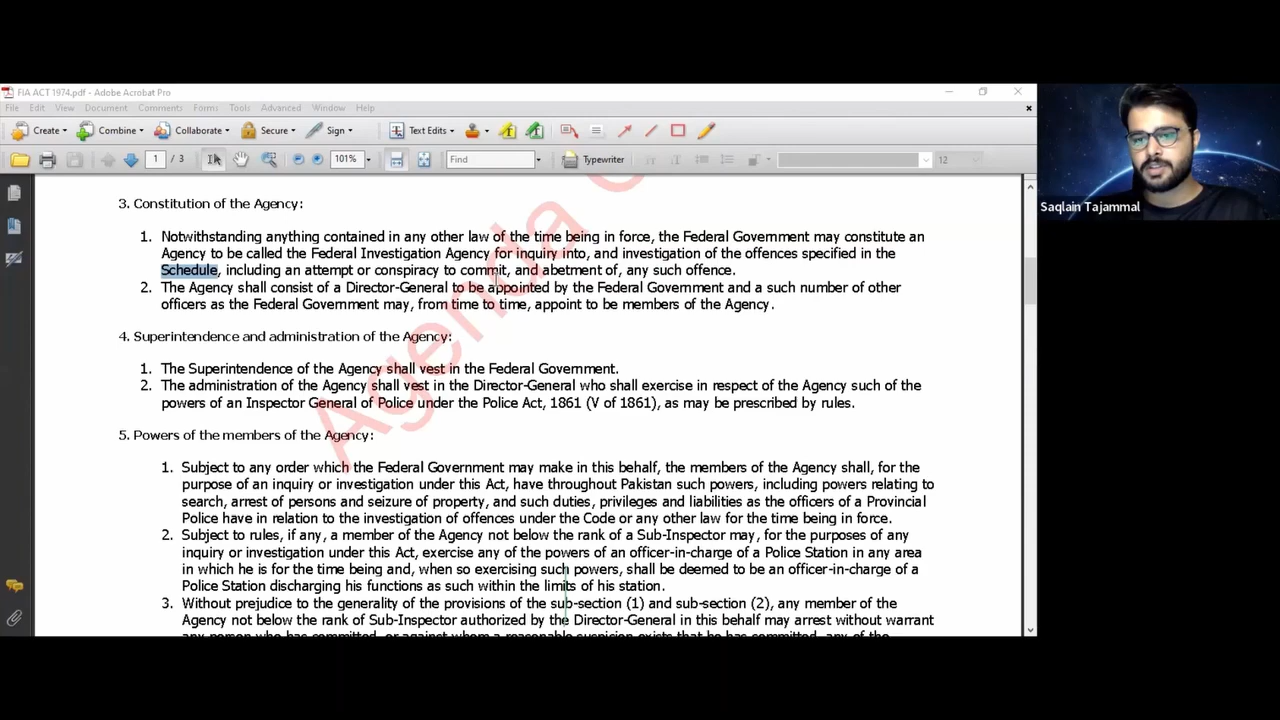 FIA ACT 1974.pdf - Adobe Acrobat Pro
File Edit View Document Comments Forms Tools Advanced Window Help
Create Combine Collaborate Secure Sign Text Edits
1 / 3 101% Find Typewriter 12
Saqlain Tajammal
3. Constitution of the Agency:
1. Notwithstanding anything contained in any other law of the time being in force, the Federal Government may constitute an
Agency to be called the Federal Investigation Agency for inquiry into, and investigation of the offences specified in the
Schedule, including an attempt or conspiracy to commit, and abetment of, any such offence.
2. The Agency shall consist of a Director-General to be appointed by the Federal Government and a such number of other
officers as the Federal Government may, from time to time, appoint to be members of the Agency.
4. Superintendence and administration of the Agency:
1. The Superintendence of the Agency shall vest in the Federal Government.
2. The administration of the Agency shall vest in the Director-General who shall exercise in respect of the Agency such of the
powers of an Inspector General of Police under the Police Act, 1861 (V of 1861), as may be prescribed by rules.
5. Powers of the members of the Agency:
1. Subject to any order which the Federal Government may make in this behalf, the members of the Agency shall, for the
purpose of an inquiry or investigation under this Act, have throughout Pakistan such powers, including powers relating to
search, arrest of persons and seizure of property, and such duties, privileges and liabilities as the officers of a Provincial
Police have in relation to the investigation of offences under the Code or any other law for the time being in force.
2. Subject to rules, if any, a member of the Agency not below the rank of a Sub-Inspector may, for the purposes of any
inquiry or investigation under this Act, exercise any of the powers of an officer-in-charge of a Police Station in any area
in which he is for the time being and, when so exercising such powers, shall be deemed to be an officer-in-charge of a
Police Station discharging his functions as such within the limits of his station.
3. Without prejudice to the generality of the provisions of the sub-section (1) and sub-section (2), any member of the
Agency not below the rank of Sub-Inspector authorized by the Director-General in this behalf may arrest without warrant
any person who has committed, or against whom a reasonable suspicion exists that he has committed, any of the
Agenda